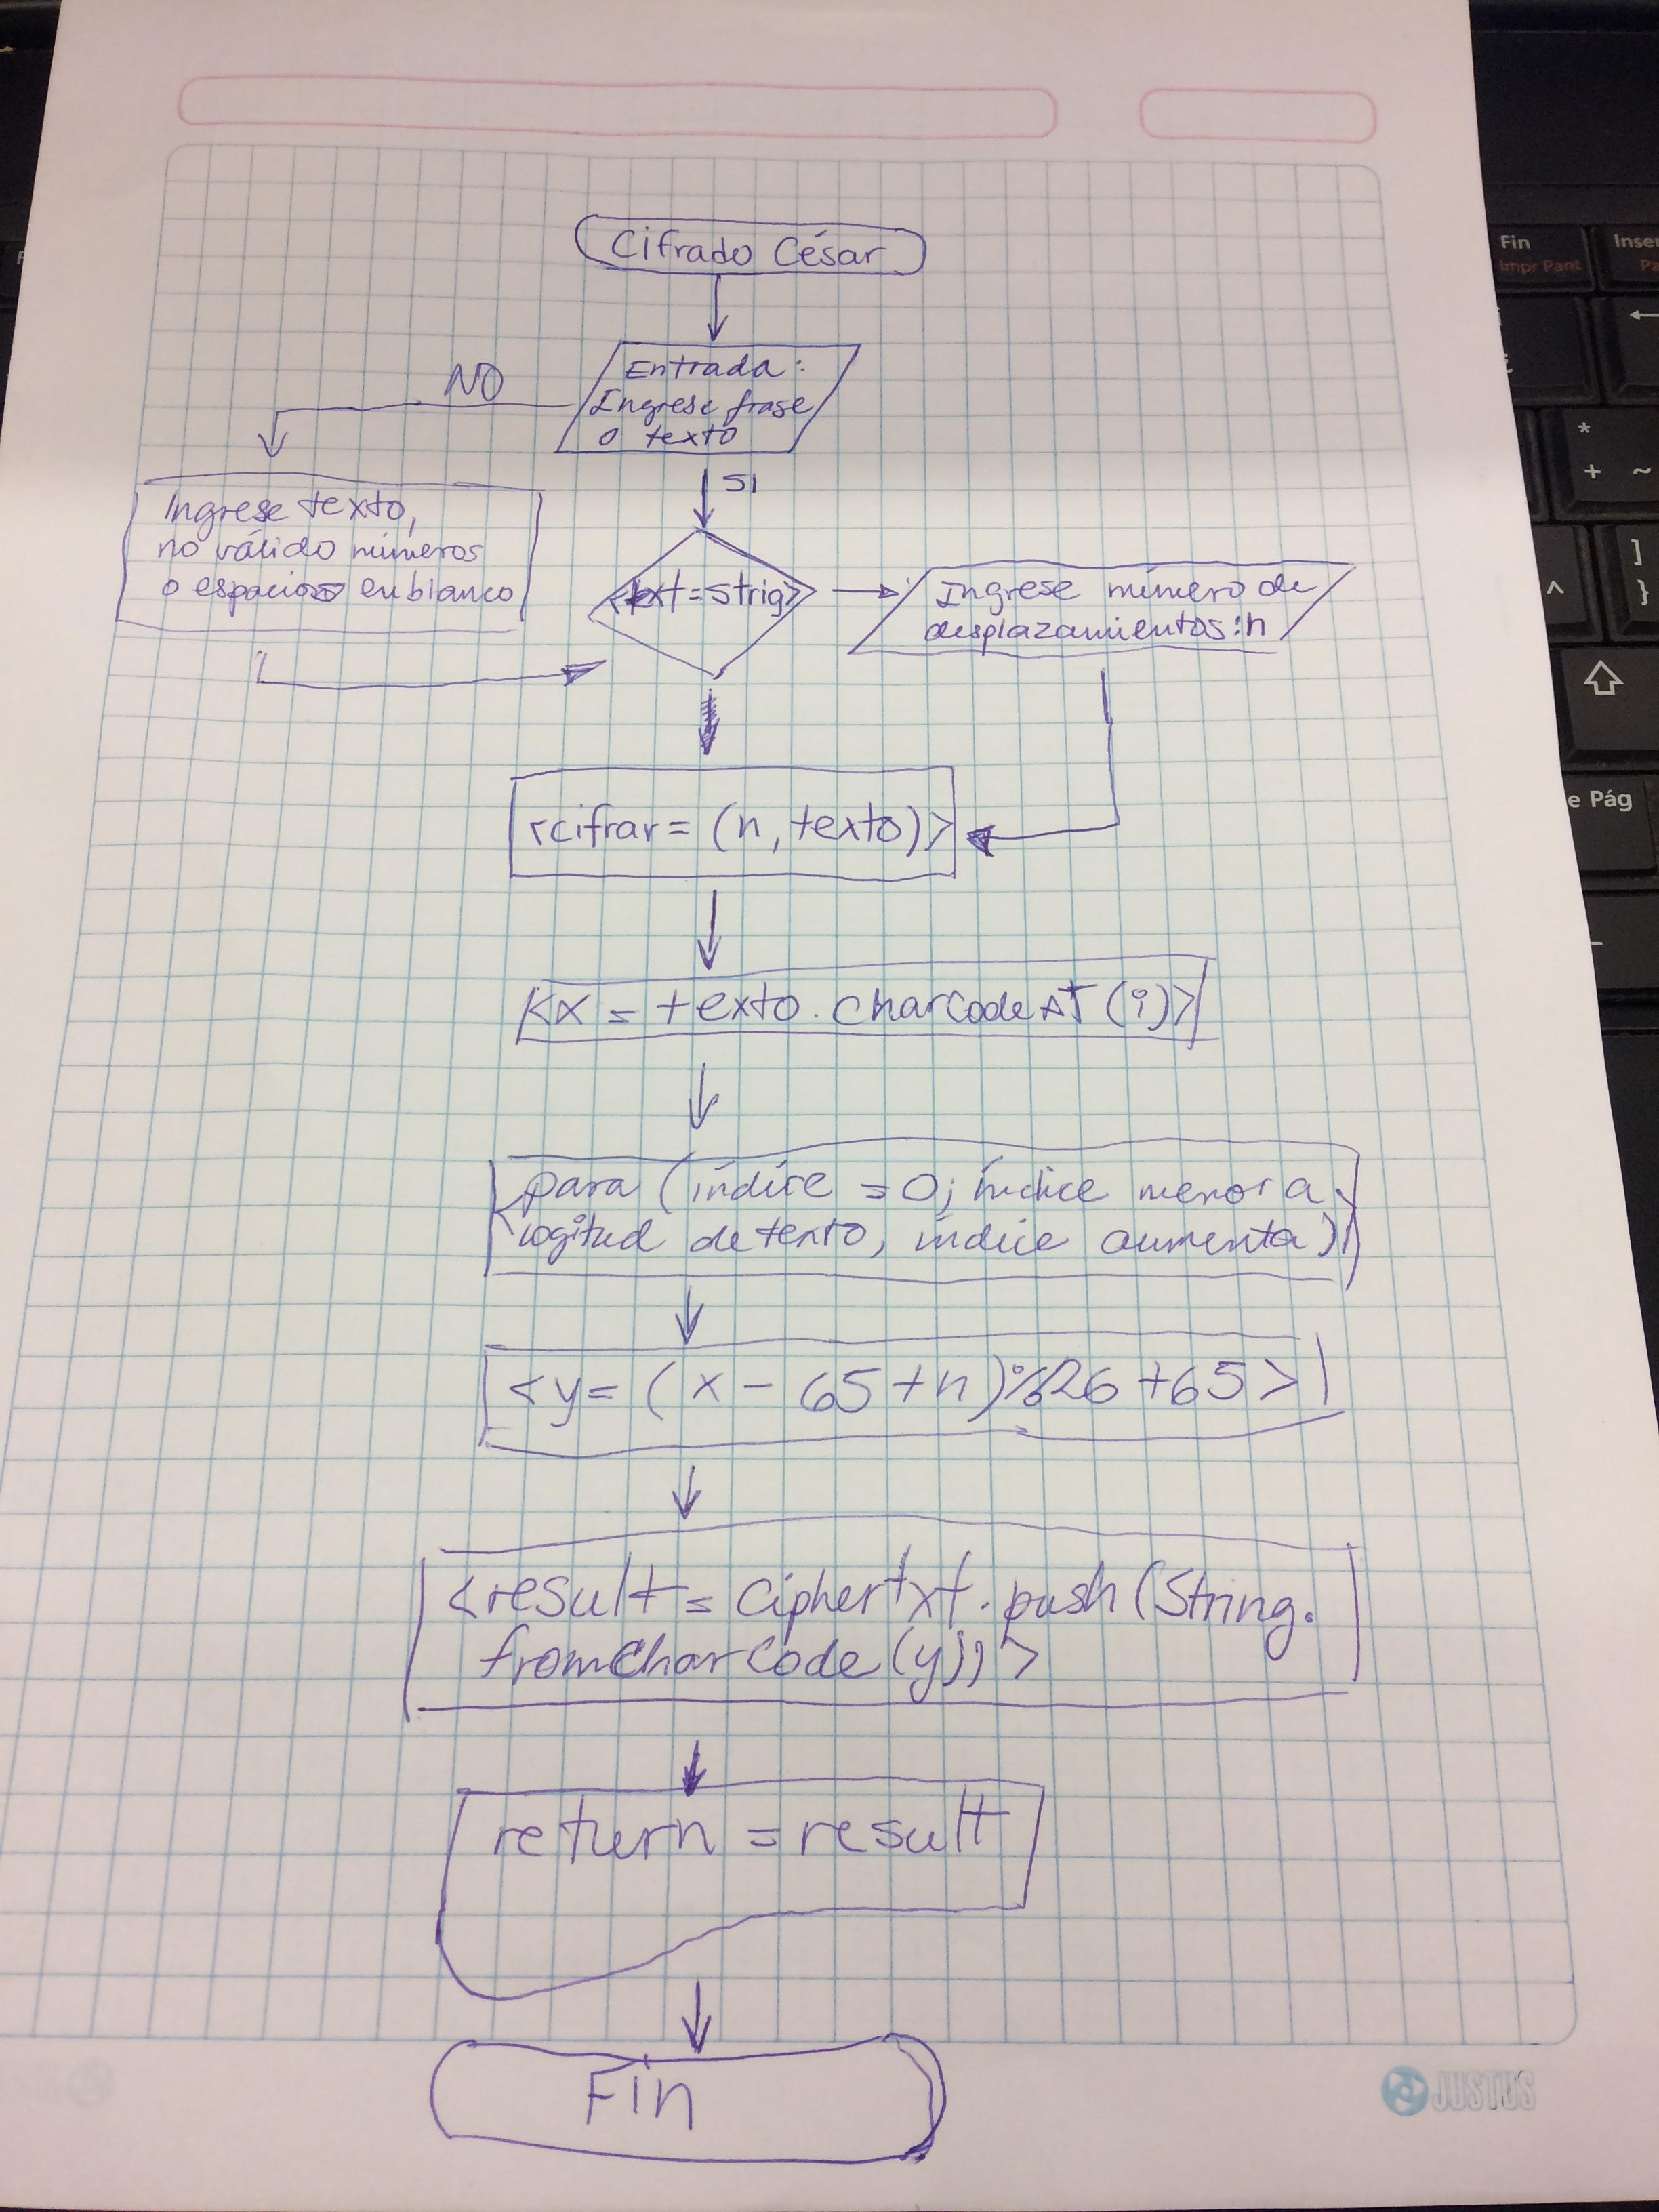 Cifrado César
Entrada:
Ingrese frase
o texto
NO
SI
Ingrese texto,
no válido números
o espacios en blanco
<text=strig>
Ingrese número de
desplazamientos:n
<cifrar= (n, texto)>
<x = texto.charCodeAT(i)>
<para (índice =0; índice menor a
logitud de texto, índice aumenta)>
<y= (x - 65+n)%26 +65>
<result = ciphertxt.push(String.
fromCharCode(y))>
return = result
Fin
JUSTUS
Fin
Impr Pant
Inser
*
+ ~
]
}
^
e Pág
-